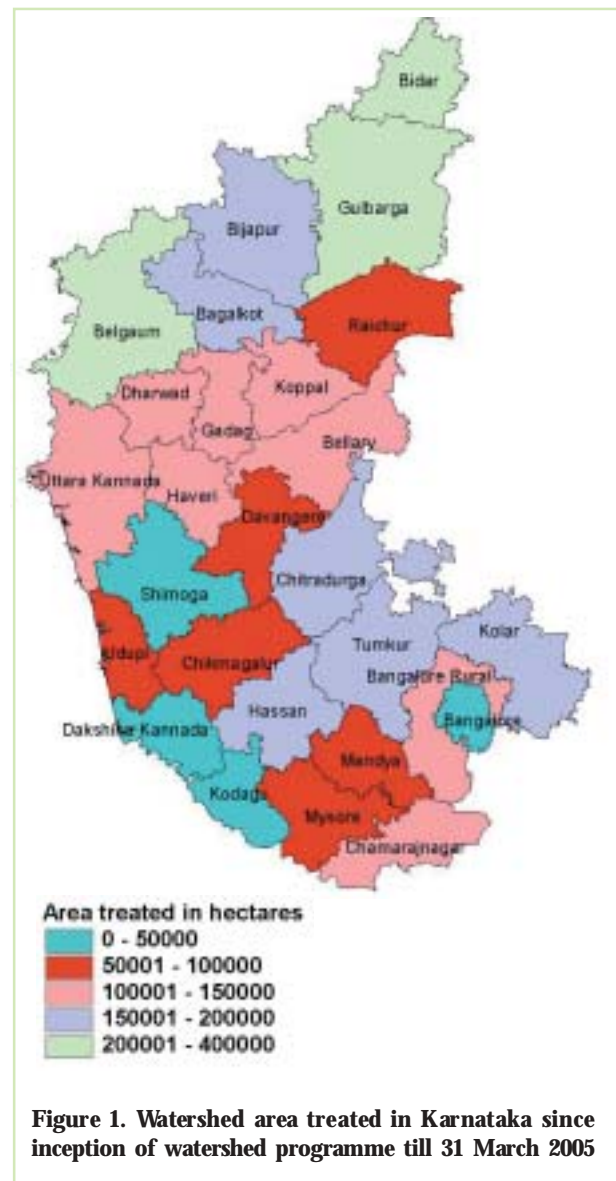 Bidar
Gulbarga
Bijapur
Bagalkot
Raichur
Belgaum
Dharwad
Koppal
Gadag
Bellary
Uttara Kannada
Haveri
Davangere
Chitradurga
Shimoga
Kolar
Tumkur
Udupi
Chikmagalur
Bangalore Rural
Hassan
Bangalore
Dakshina Kannada
Mandya
Kodagu
Mysore
Chamarajnagar
Area treated in hectares
0 - 50000
50001 - 100000
100001 - 150000
150001 - 200000
200001 - 400000
Figure 1. Watershed area treated in Karnataka since
inception of watershed programme till 31 March 2005